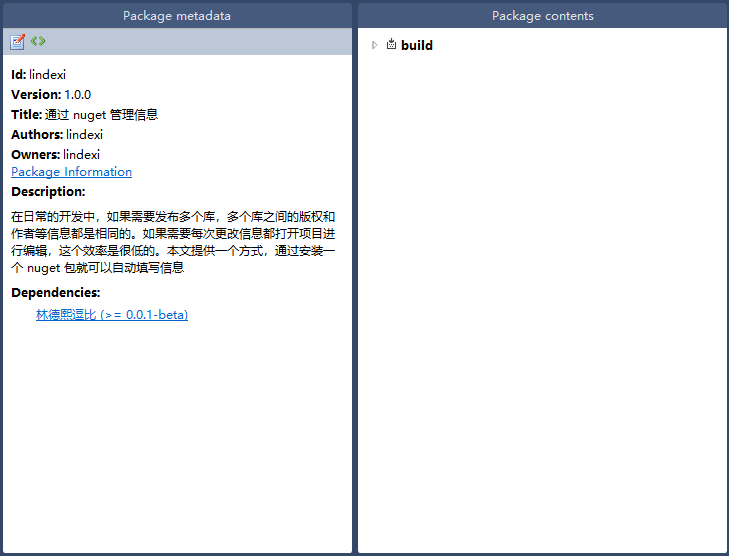 Package metadata
Id: lindexi
Version: 1.0.0
Title: 通过 nuget 管理信息
Authors: lindexi
Owners: lindexi
Package Information
Description:
在日常的开发中，如果需要发布多个库，多个库之间的版权和
作者等信息都是相同的。如果需要每次更改信息都打开项目进
行编辑，这个效率是很低的。本文提供一个方式，通过安装一
个 nuget 包就可以自动填写信息
Dependencies:
林德熙逗比 (>= 0.0.1-beta)
Package contents
build